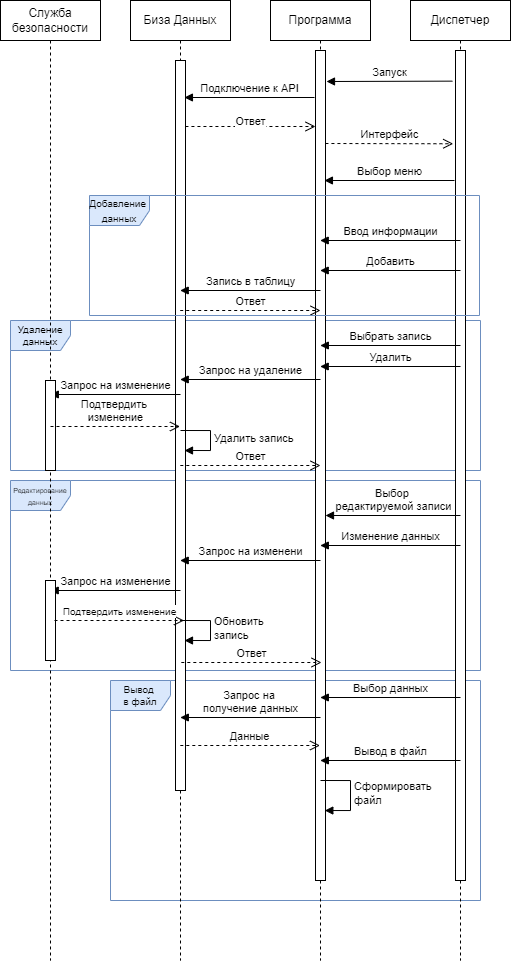 Служба
безопасности
Биза Данных
Программа
Диспетчер
Запуск
Подключение к API
Ответ
Интерфейс
Выбор меню
Добавление
данных
Ввод информации
Добавить
Запись в таблицу
Ответ
Удаление
данных
Выбрать запись
Удалить
Запрос на удаление
Запрос на изменение
Подтвердить
изменение
Удалить запись
Ответ
Редактирование
данных
Выбор
редактируемой записи
Изменение данных
Запрос на изменени
Запрос на изменение
Подтвердить изменение
Обновить
запись
Ответ
Вывод
в файл
Выбор данных
Запрос на
получение данных
Данные
Вывод в файл
Сформировать
файл